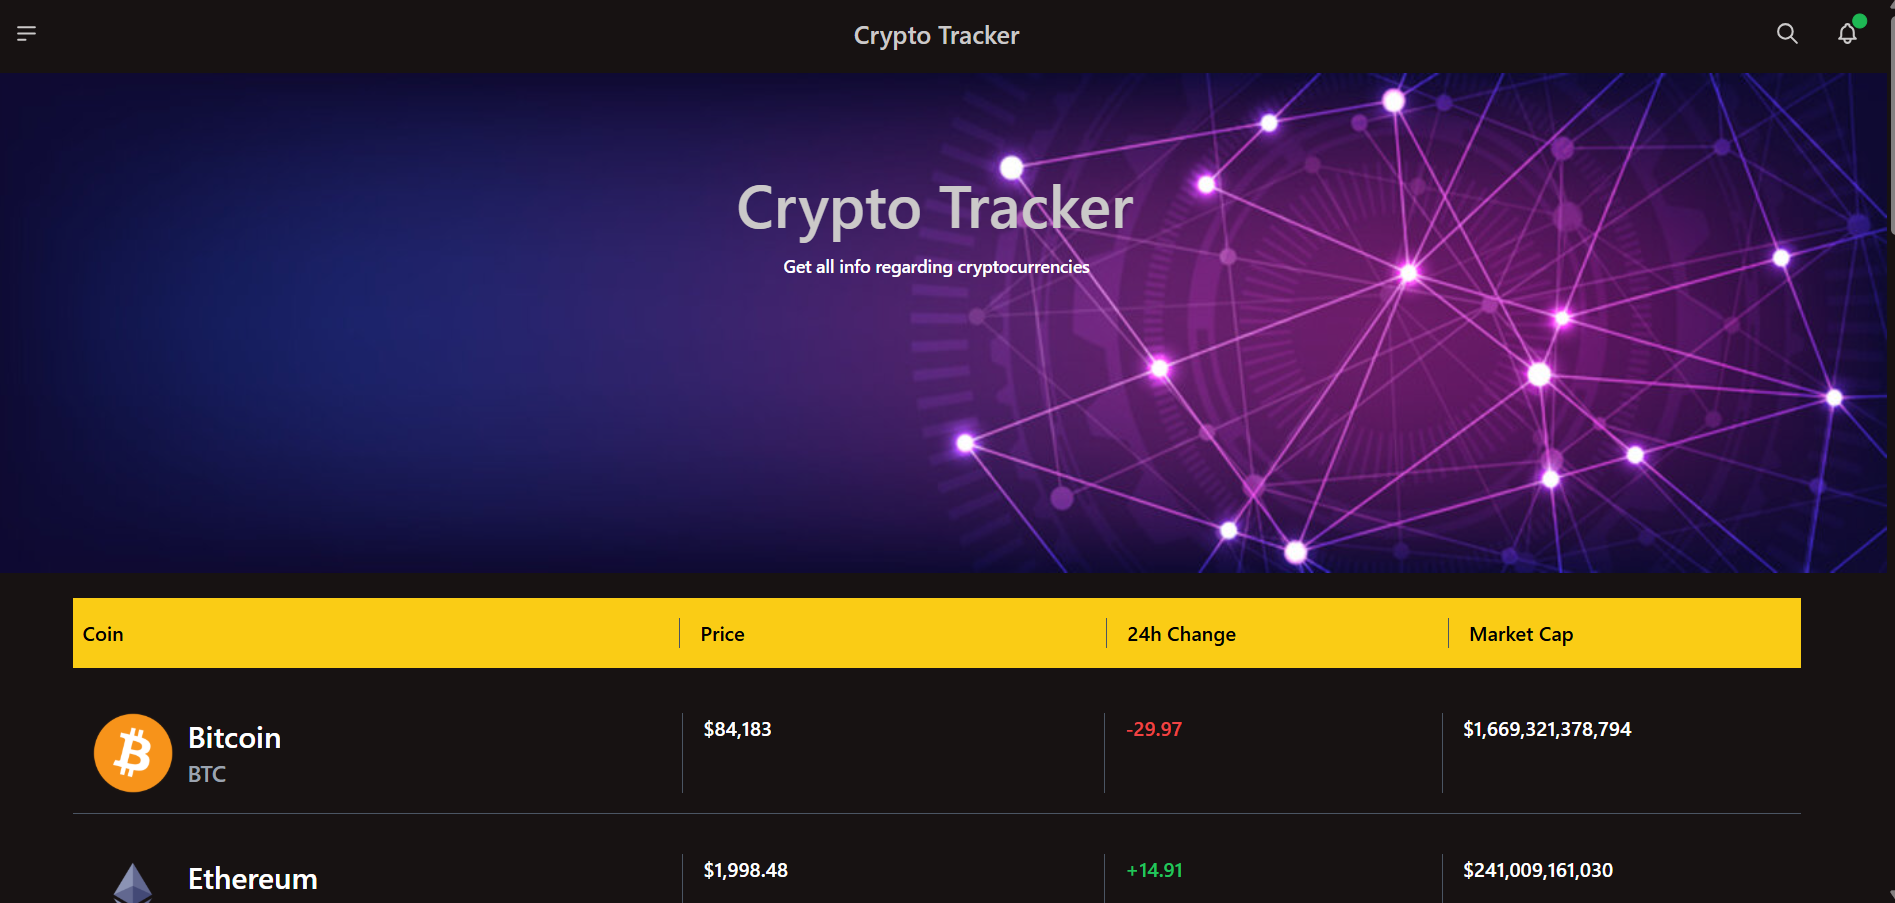 Crypto Tracker
Crypto Tracker
Get all info regarding cryptocurrencies
Coin Price 24h Change Market Cap
Bitcoin $84,183 -29.97 $1,669,321,378,794
BTC
Ethereum $1,998.48 +14.91 $241,009,161,030